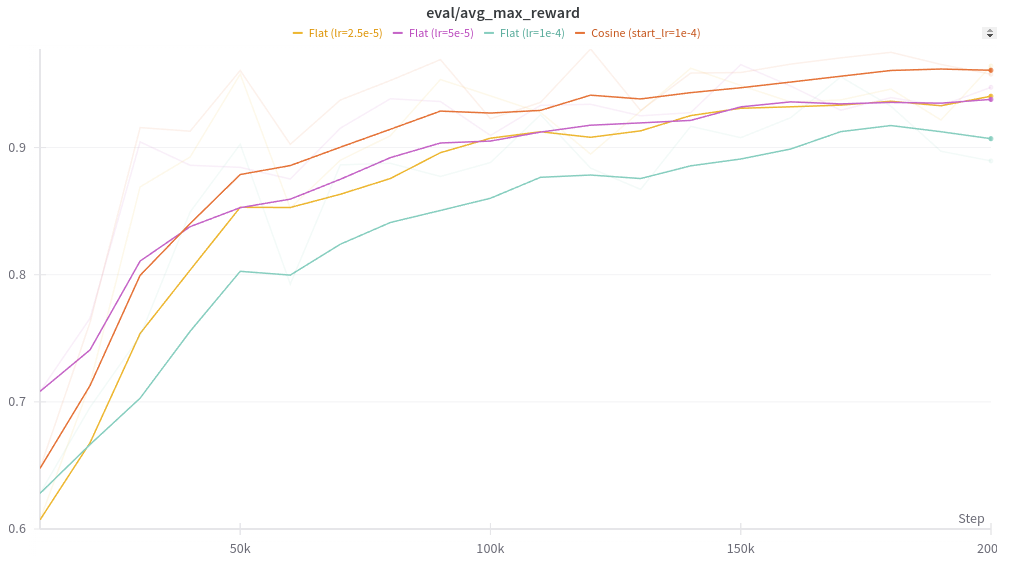 eval/avg_max_reward
Flat (lr=2.5e-5) Flat (lr=5e-5) Flat (lr=1e-4) Cosine (start_lr=1e-4)
0.9
0.8
0.7
0.6
Step
50k 100k 150k 200